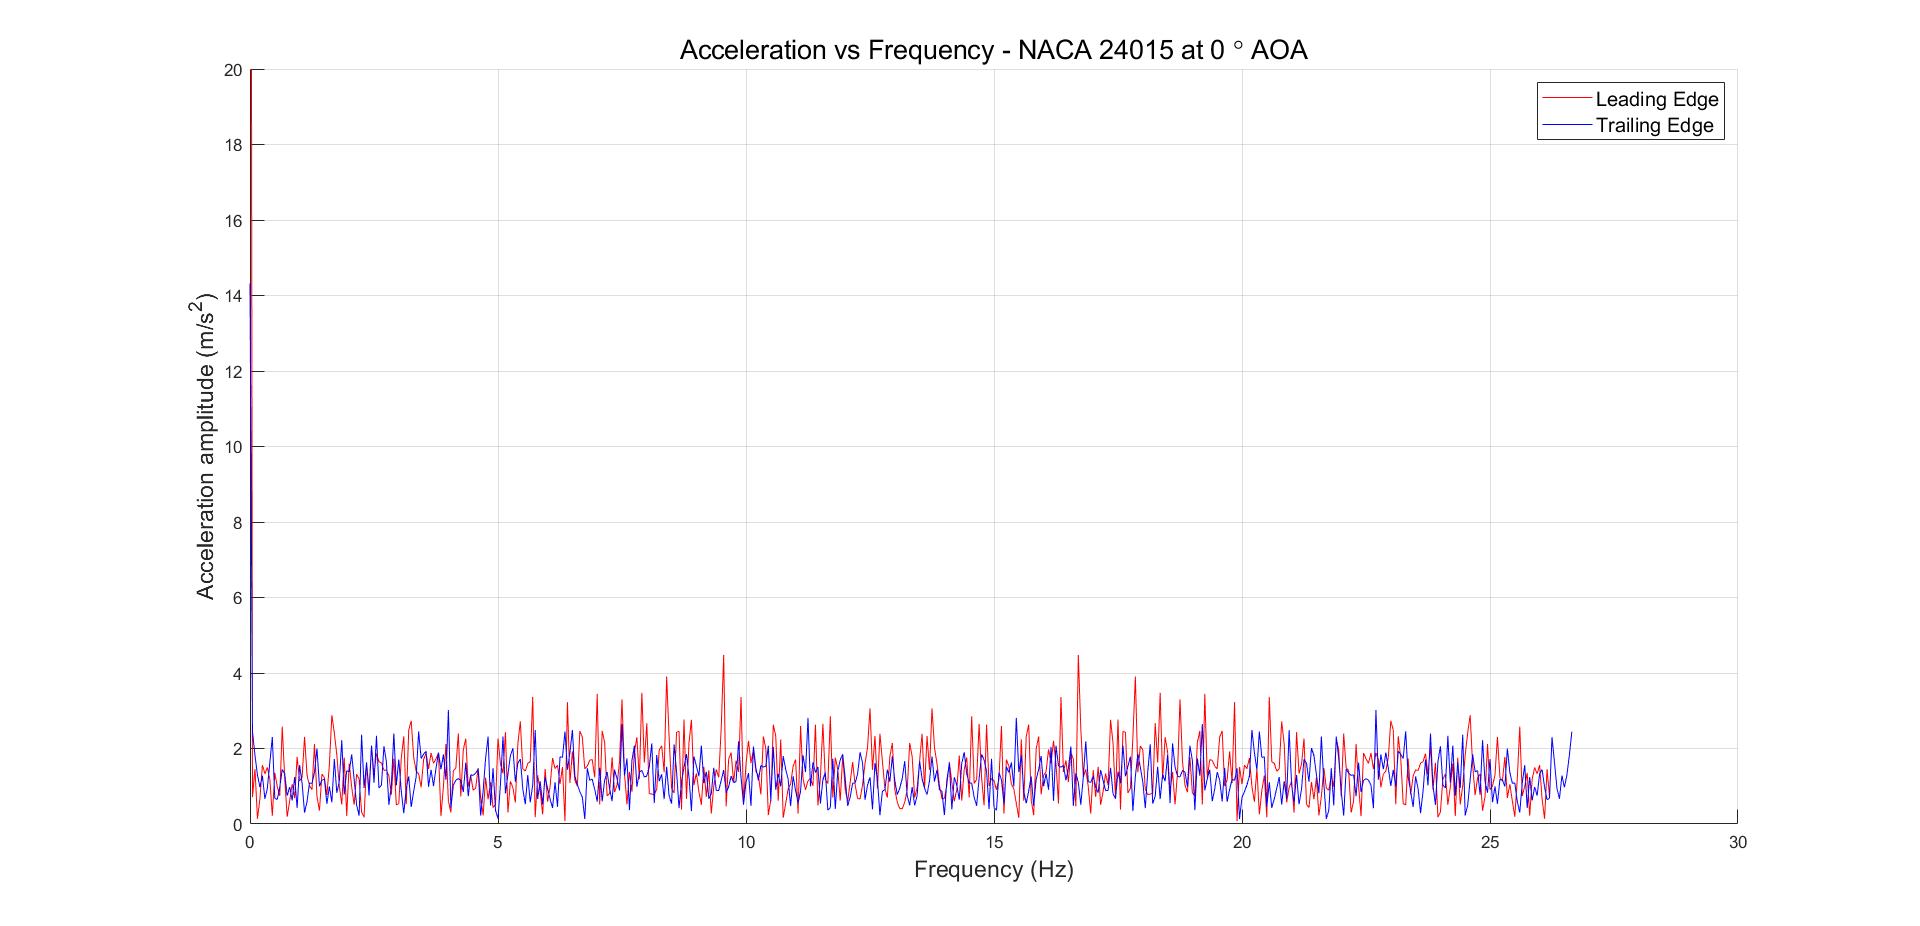 Acceleration vs Frequency - NACA 24015 at 0 ° AOA
Leading Edge
Trailing Edge
Acceleration amplitude (m/s²)
20
18
16
14
12
10
8
6
4
2
0
0 5 10 15 20 25 30
Frequency (Hz)